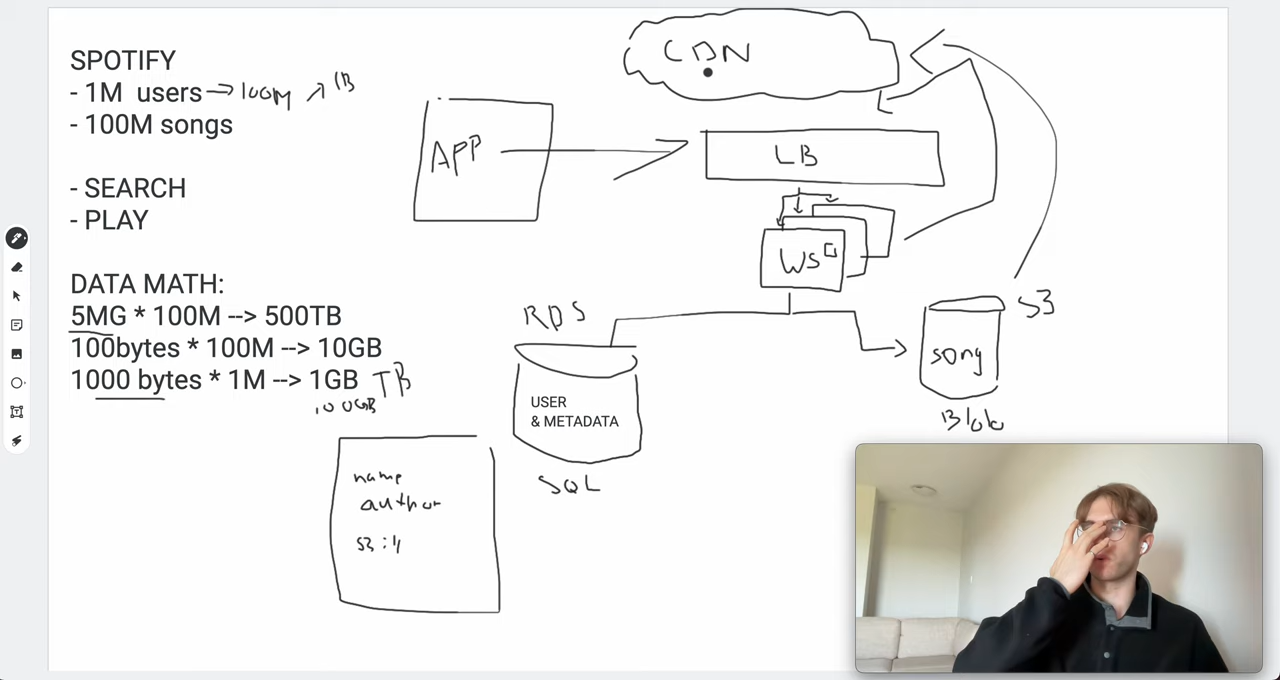 SPOTIFY
- 1M users → 100M ↗ 1B
- 100M songs
- SEARCH
- PLAY
DATA MATH:
5MG * 100M --> 500TB
100bytes * 100M --> 10GB
1000 bytes * 1M --> 1GB TB
100GB
CDN
APP
LB
WS
RDS
USER
& METADATA
SQL
S3
song
Blob
name
author
S3://